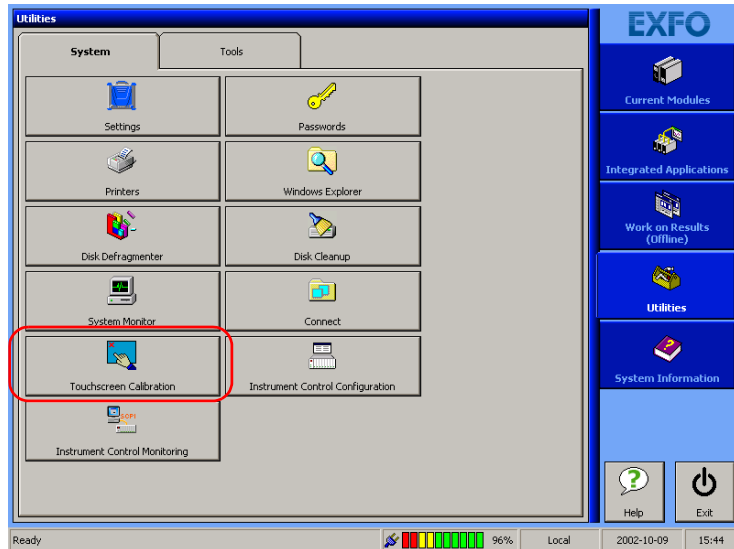 Utilities
EXFO
System
Tools
Settings
Passwords
Printers
Windows Explorer
Disk Defragmenter
Disk Cleanup
System Monitor
Connect
Touchscreen Calibration
Instrument Control Configuration
SCPI
Instrument Control Monitoring
Current Modules
Integrated Applications
Work on Results
(Offline)
Utilities
System Information
Help
Exit
Ready
96%
Local
2002-10-09
15:44